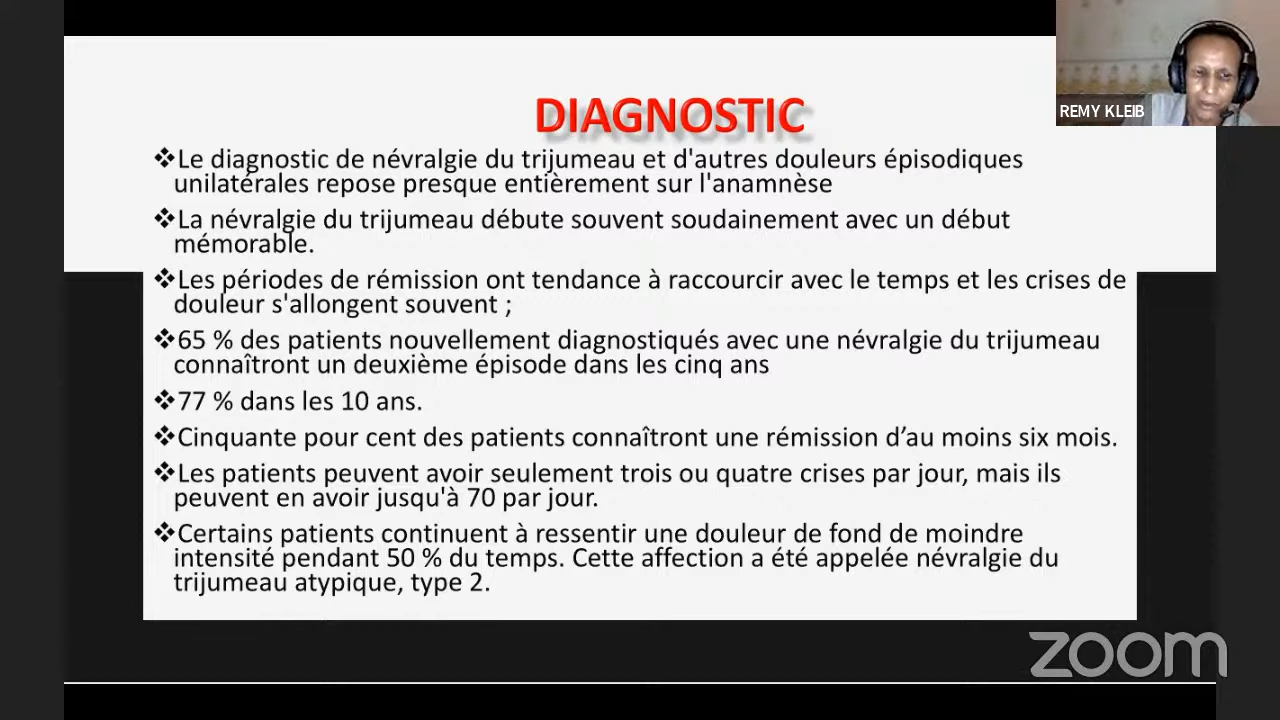 REMY KLEIB
DIAGNOSTIC
❖Le diagnostic de névralgie du trijumeau et d'autres douleurs épisodiques
unilatérales repose presque entièrement sur l'anamnèse
❖La névralgie du trijumeau débute souvent soudainement avec un début
mémorable.
❖Les périodes de rémission ont tendance à raccourcir avec le temps et les crises de
douleur s'allongent souvent ;
❖65 % des patients nouvellement diagnostiqués avec une névralgie du trijumeau
connaîtront un deuxième épisode dans les cinq ans
❖77 % dans les 10 ans.
❖Cinquante pour cent des patients connaîtront une rémission d’au moins six mois.
❖Les patients peuvent avoir seulement trois ou quatre crises par jour, mais ils
peuvent en avoir jusqu'à 70 par jour.
❖Certains patients continuent à ressentir une douleur de fond de moindre
intensité pendant 50 % du temps. Cette affection a été appelée névralgie du
trijumeau atypique, type 2.
zoom